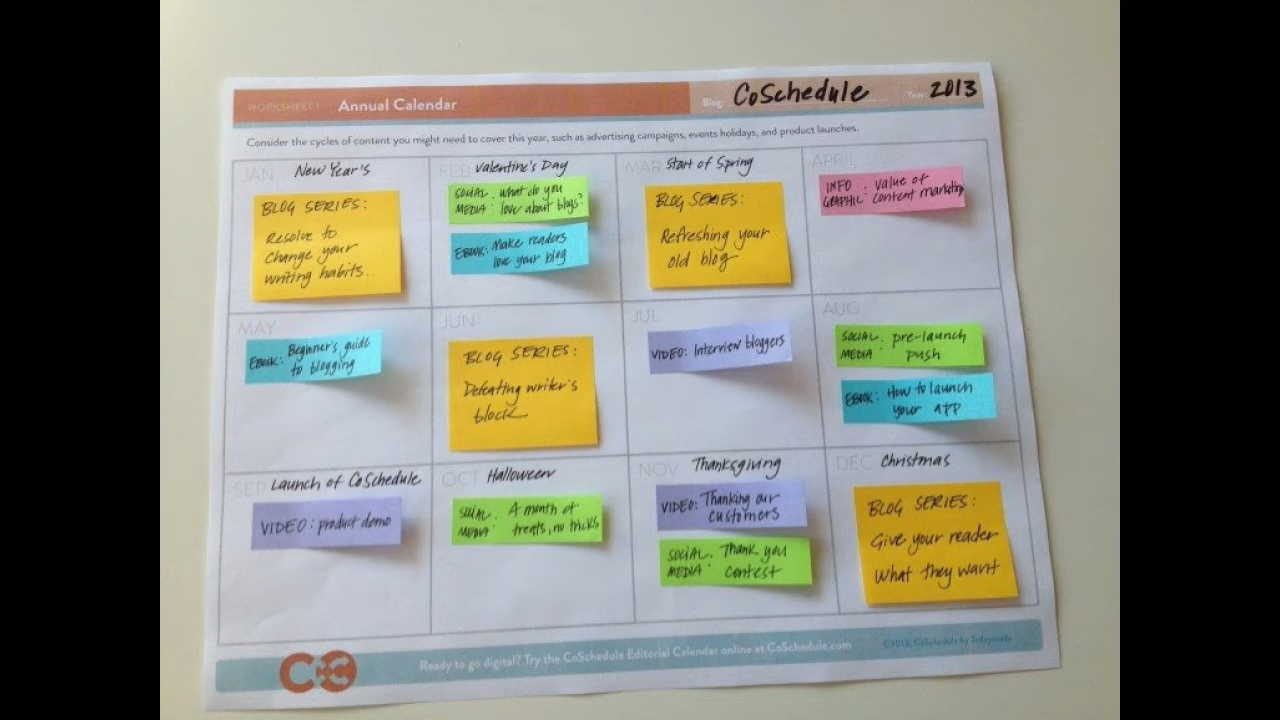 WORKSHEET 1 Annual Calendar Blog: CoSchedule Year: 2013
Consider the cycles of content you might need to cover this year, such as advertising campaigns, events holidays, and product launches.
JAN New Year's
BLOG SERIES:
Resolve to
change your
writing habits.
FEB Valentine's Day
SOCIAL MEDIA: What do you
love about blogs?
EBOOK: Make readers
love your blog
MAR Start of Spring
BLOG SERIES:
Refreshing your
old blog
APRIL
INFO GRAPHIC: Value of
content marketing
MAY
EBOOK: Beginner's guide
to blogging
JUN
BLOG SERIES:
Defeating writer's
block
JUL
VIDEO: Interview bloggers
AUG
SOCIAL MEDIA: pre-launch
push
EBOOK: How to launch
your app
SEP Launch of CoSchedule
VIDEO: product demo
OCT Halloween
SOCIAL MEDIA: A month of
treats, no tricks
NOV Thanksgiving
VIDEO: Thanking our
customers
SOCIAL MEDIA: Thank you
contest
DEC Christmas
BLOG SERIES:
Give your reader
What they want
Ready to go digital? Try the CoSchedule Editorial Calendar online at CoSchedule.com
©2013, CoSchedule by Todaymade